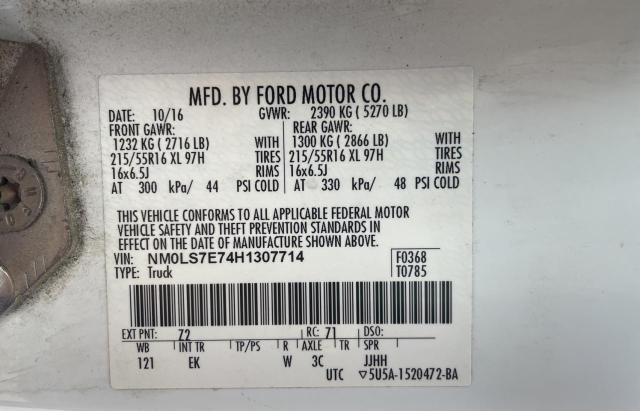 MFD. BY FORD MOTOR CO.
DATE: 10/16 GVWR: 2390 KG ( 5270 LB)
FRONT GAWR: REAR GAWR:
1232 KG ( 2716 LB) WITH 1300 KG ( 2866 LB) WITH
215/55R16 XL 97H TIRES 215/55R16 XL 97H TIRES
16x6.5J RIMS 16x6.5J RIMS
AT 300 kPa/ 44 PSI COLD AT 330 kPa/ 48 PSI COLD
THIS VEHICLE CONFORMS TO ALL APPLICABLE FEDERAL MOTOR
VEHICLE SAFETY AND THEFT PREVENTION STANDARDS IN
EFFECT ON THE DATE OF MANUFACTURE SHOWN ABOVE.
VIN: NM0LS7E74H1307714 F0368
TYPE: Truck T0785
EXT PNT: Z2 RC: 71 DSO:
WB INT TR TP/PS R AXLE TR SPR
121 EK W 3C JJHH
UTC ▽5U5A-1520472-BA